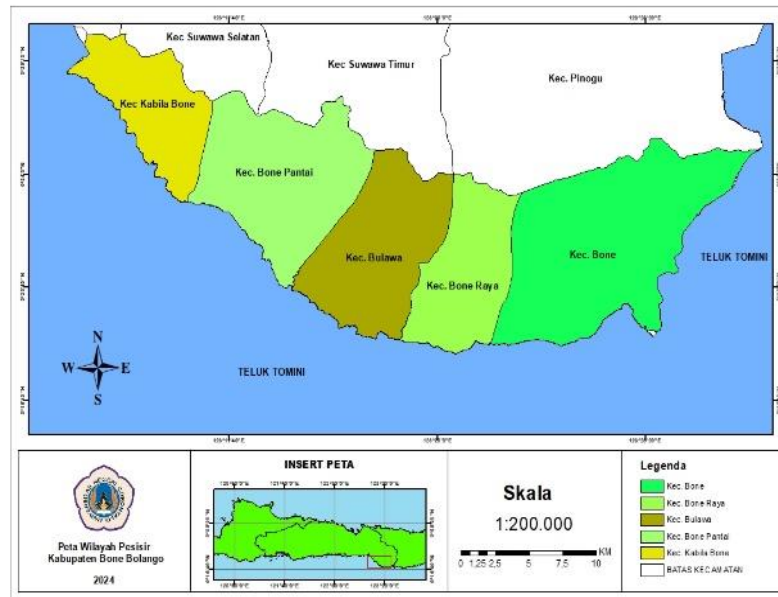 Kec Suwawa Selatan
Kec Suwawa Timur
Kec. Pinogu
Kec Kabila Bone
Kec. Bone Pantai
Kec. Bulawa
Kec. Bone Raya
Kec. Bone
TELUK TOMINI
TELUK TOMINI
N
W E
S
Peta Wilayah Pesisir
Kabupaten Bone Bolango
2024
INSERT PETA
Skala
1:200.000
KM
0 1,25 2,5 5 7,5 10
Legenda
Kec. Bone
Kec. Bone Raya
Kec. Bulawa
Kec. Bone Pantai
Kec. Kabila Bone
BATAS KECAMATAN